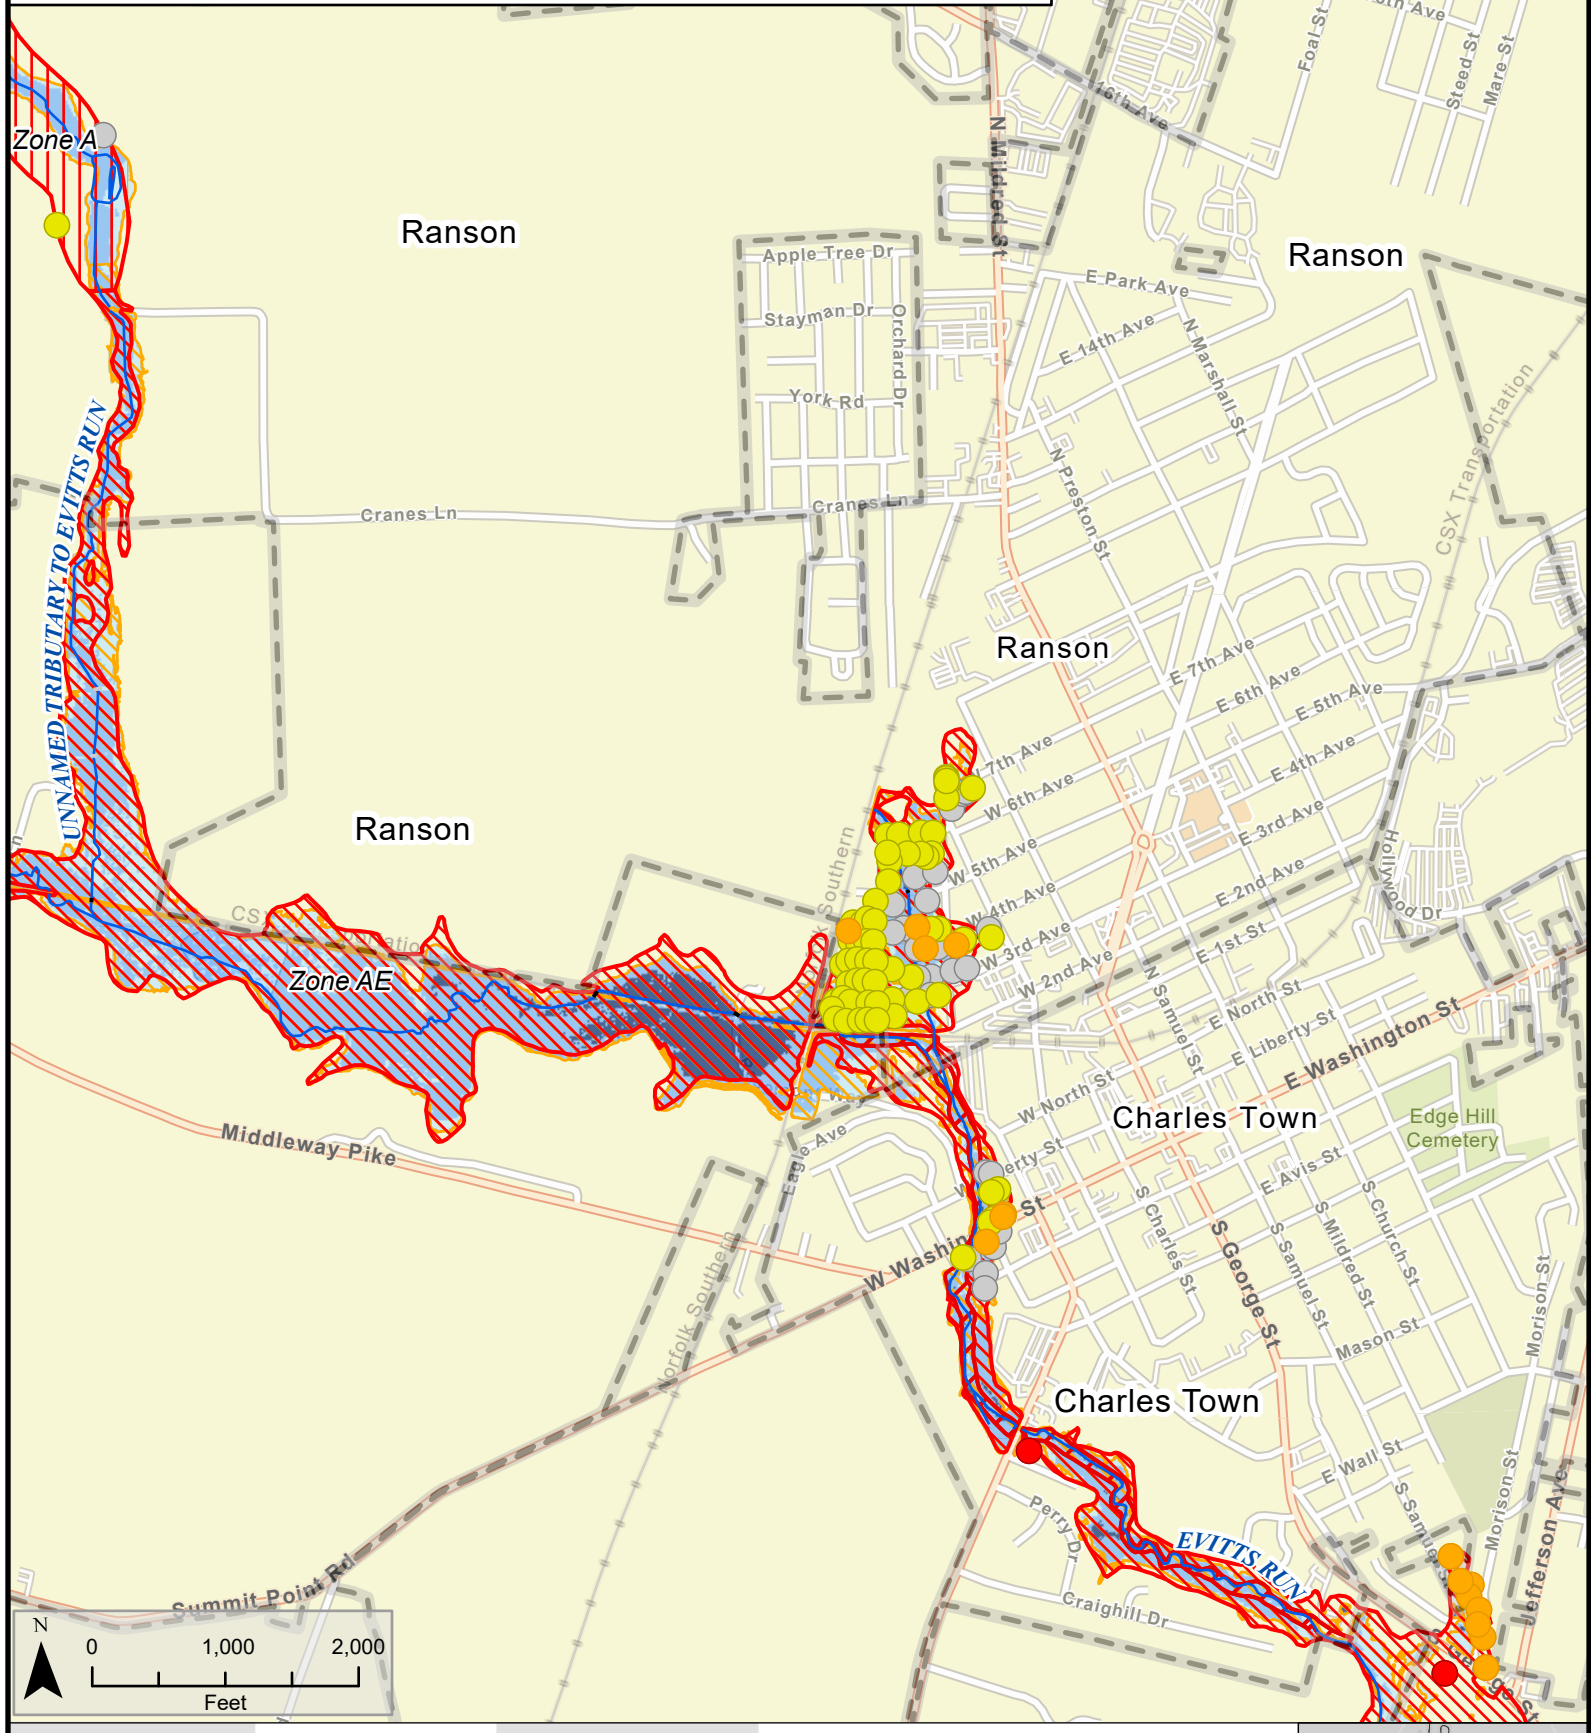 16th Ave
Foal St
Steed St
Mare St
N Mildred St
Zone A
Ranson
Ranson
Apple Tree Dr
Stayman Dr
Orchard Dr
York Rd
E Park Ave
E 14th Ave
N Marshall St
CSX Transportation
N Preston St
Cranes Ln
Cranes Ln
UNNAMED TRIBUTARY TO EVITTS RUN
Ranson
E 7th Ave
E 6th Ave
E 5th Ave
E 4th Ave
E 3rd Ave
E 2nd Ave
E 1st St
Hollywood Dr
7th Ave
W 6th Ave
W 5th Ave
W 4th Ave
W 3rd Ave
W 2nd Ave
Ranson
Southern
Zone AE
N Samuel St
E North St
E Liberty St
E Washington St
W North St
Charles Town
Edge Hill
Cemetery
Middleway Pike
Eagle Ave
E Avis St
S Church St
S Mildred St
S Samuel St
S George St
S Charles St
W Washin
St
Norfolk Southern
Mason St
Morison St
Charles Town
E Wall St
Morison St
Jefferson Ave
Perry Dr
EVITTS RUN
Craighill Dr
Summit Point Rd
N
0 1,000 2,000
Feet